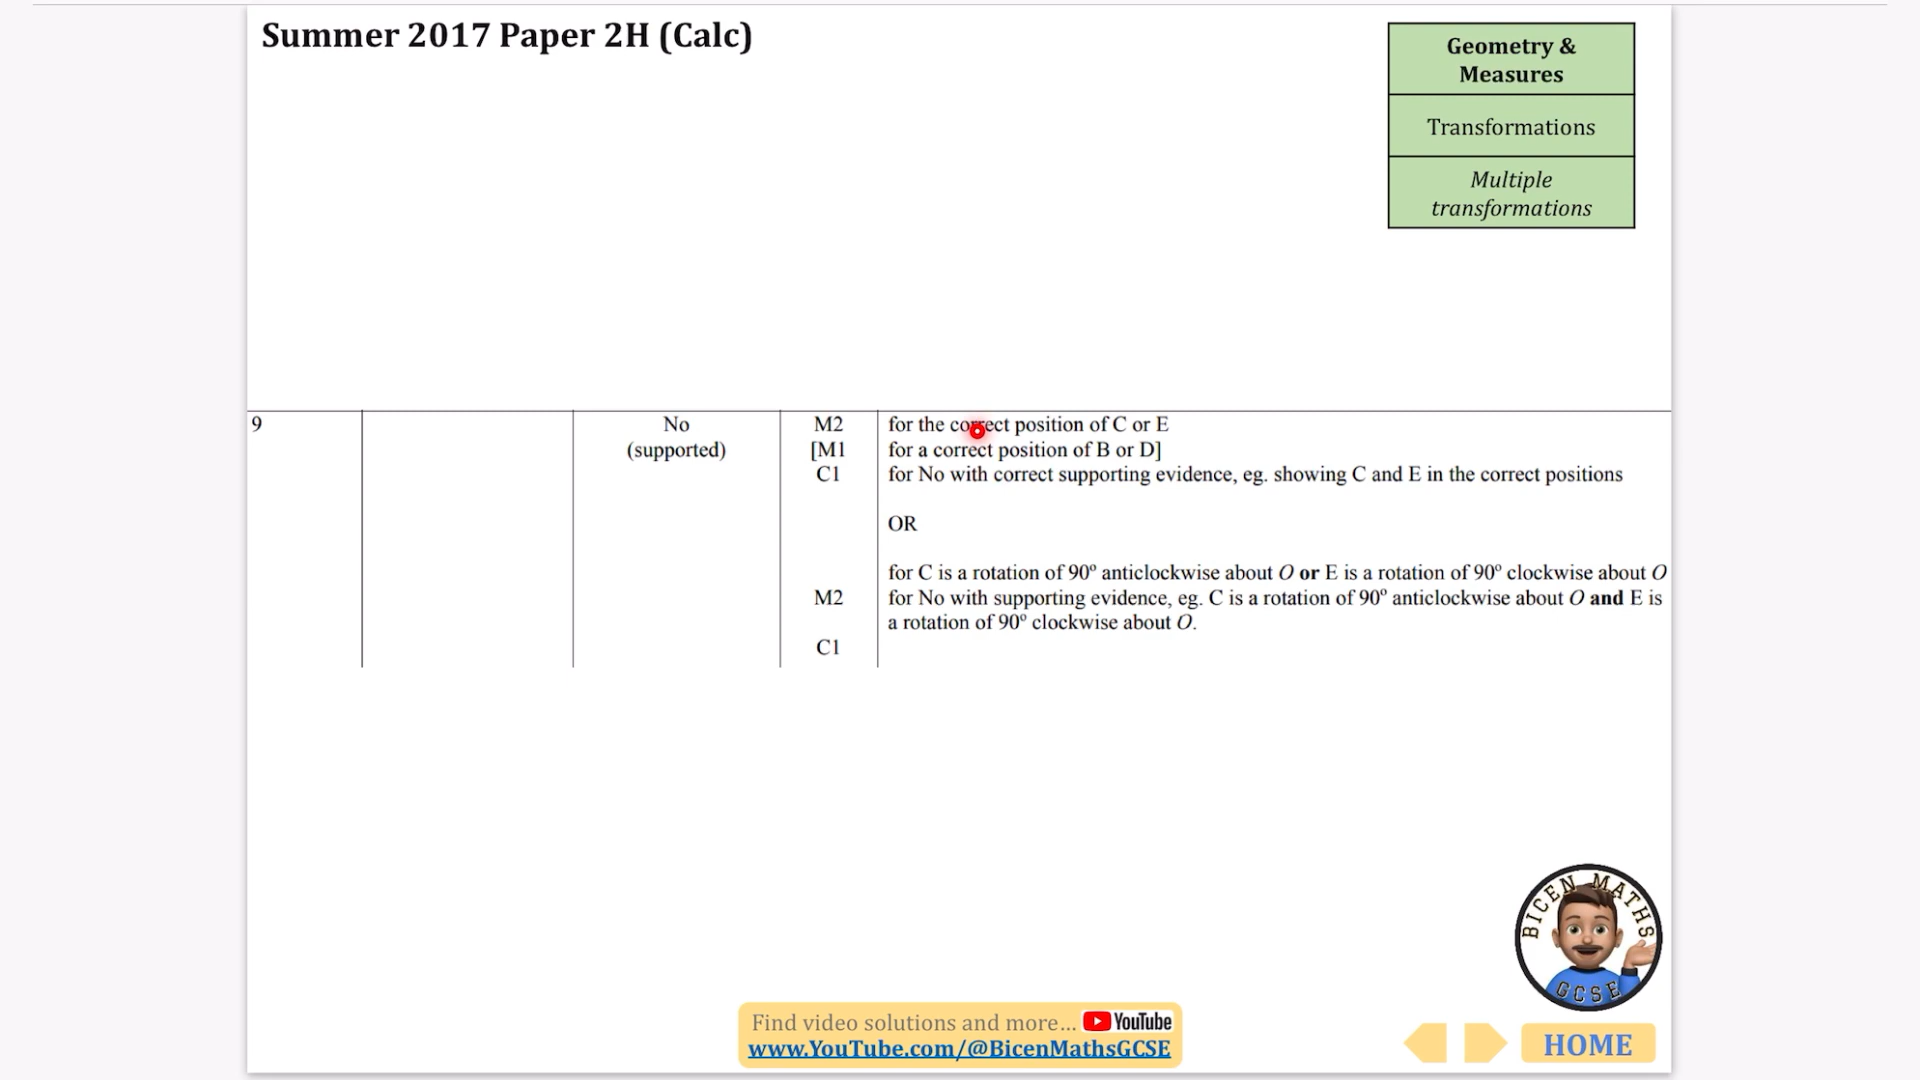 Summer 2017 Paper 2H (Calc)
Geometry &
Measures
Transformations
Multiple
transformations
9
No
(supported)
M2
[M1
C1
M2
C1
for the correct position of C or E
for a correct position of B or D]
for No with correct supporting evidence, eg. showing C and E in the correct positions
OR
for C is a rotation of 90º anticlockwise about O or E is a rotation of 90º clockwise about O
for No with supporting evidence, eg. C is a rotation of 90º anticlockwise about O and E is
a rotation of 90º clockwise about O.
BICEN MATHS
GCSE
Find video solutions and more... YouTube
www.YouTube.com/@BicenMathsGCSE
HOME